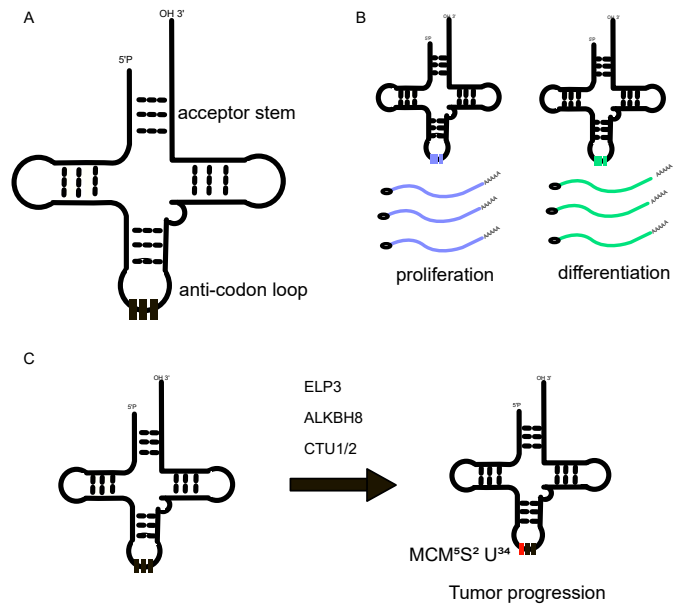 A
OH 3'
5'P
acceptor stem
anti-codon loop
B
5'P
OH 3'
5'P
OH 3'
AAAAA
AAAAA
AAAAA
AAAAA
AAAAA
AAAAA
proliferation
differentiation
C
OH 3'
5'P
ELP3
ALKBH8
CTU1/2
OH 3'
5'P
MCM⁵S² U³⁴
Tumor progression